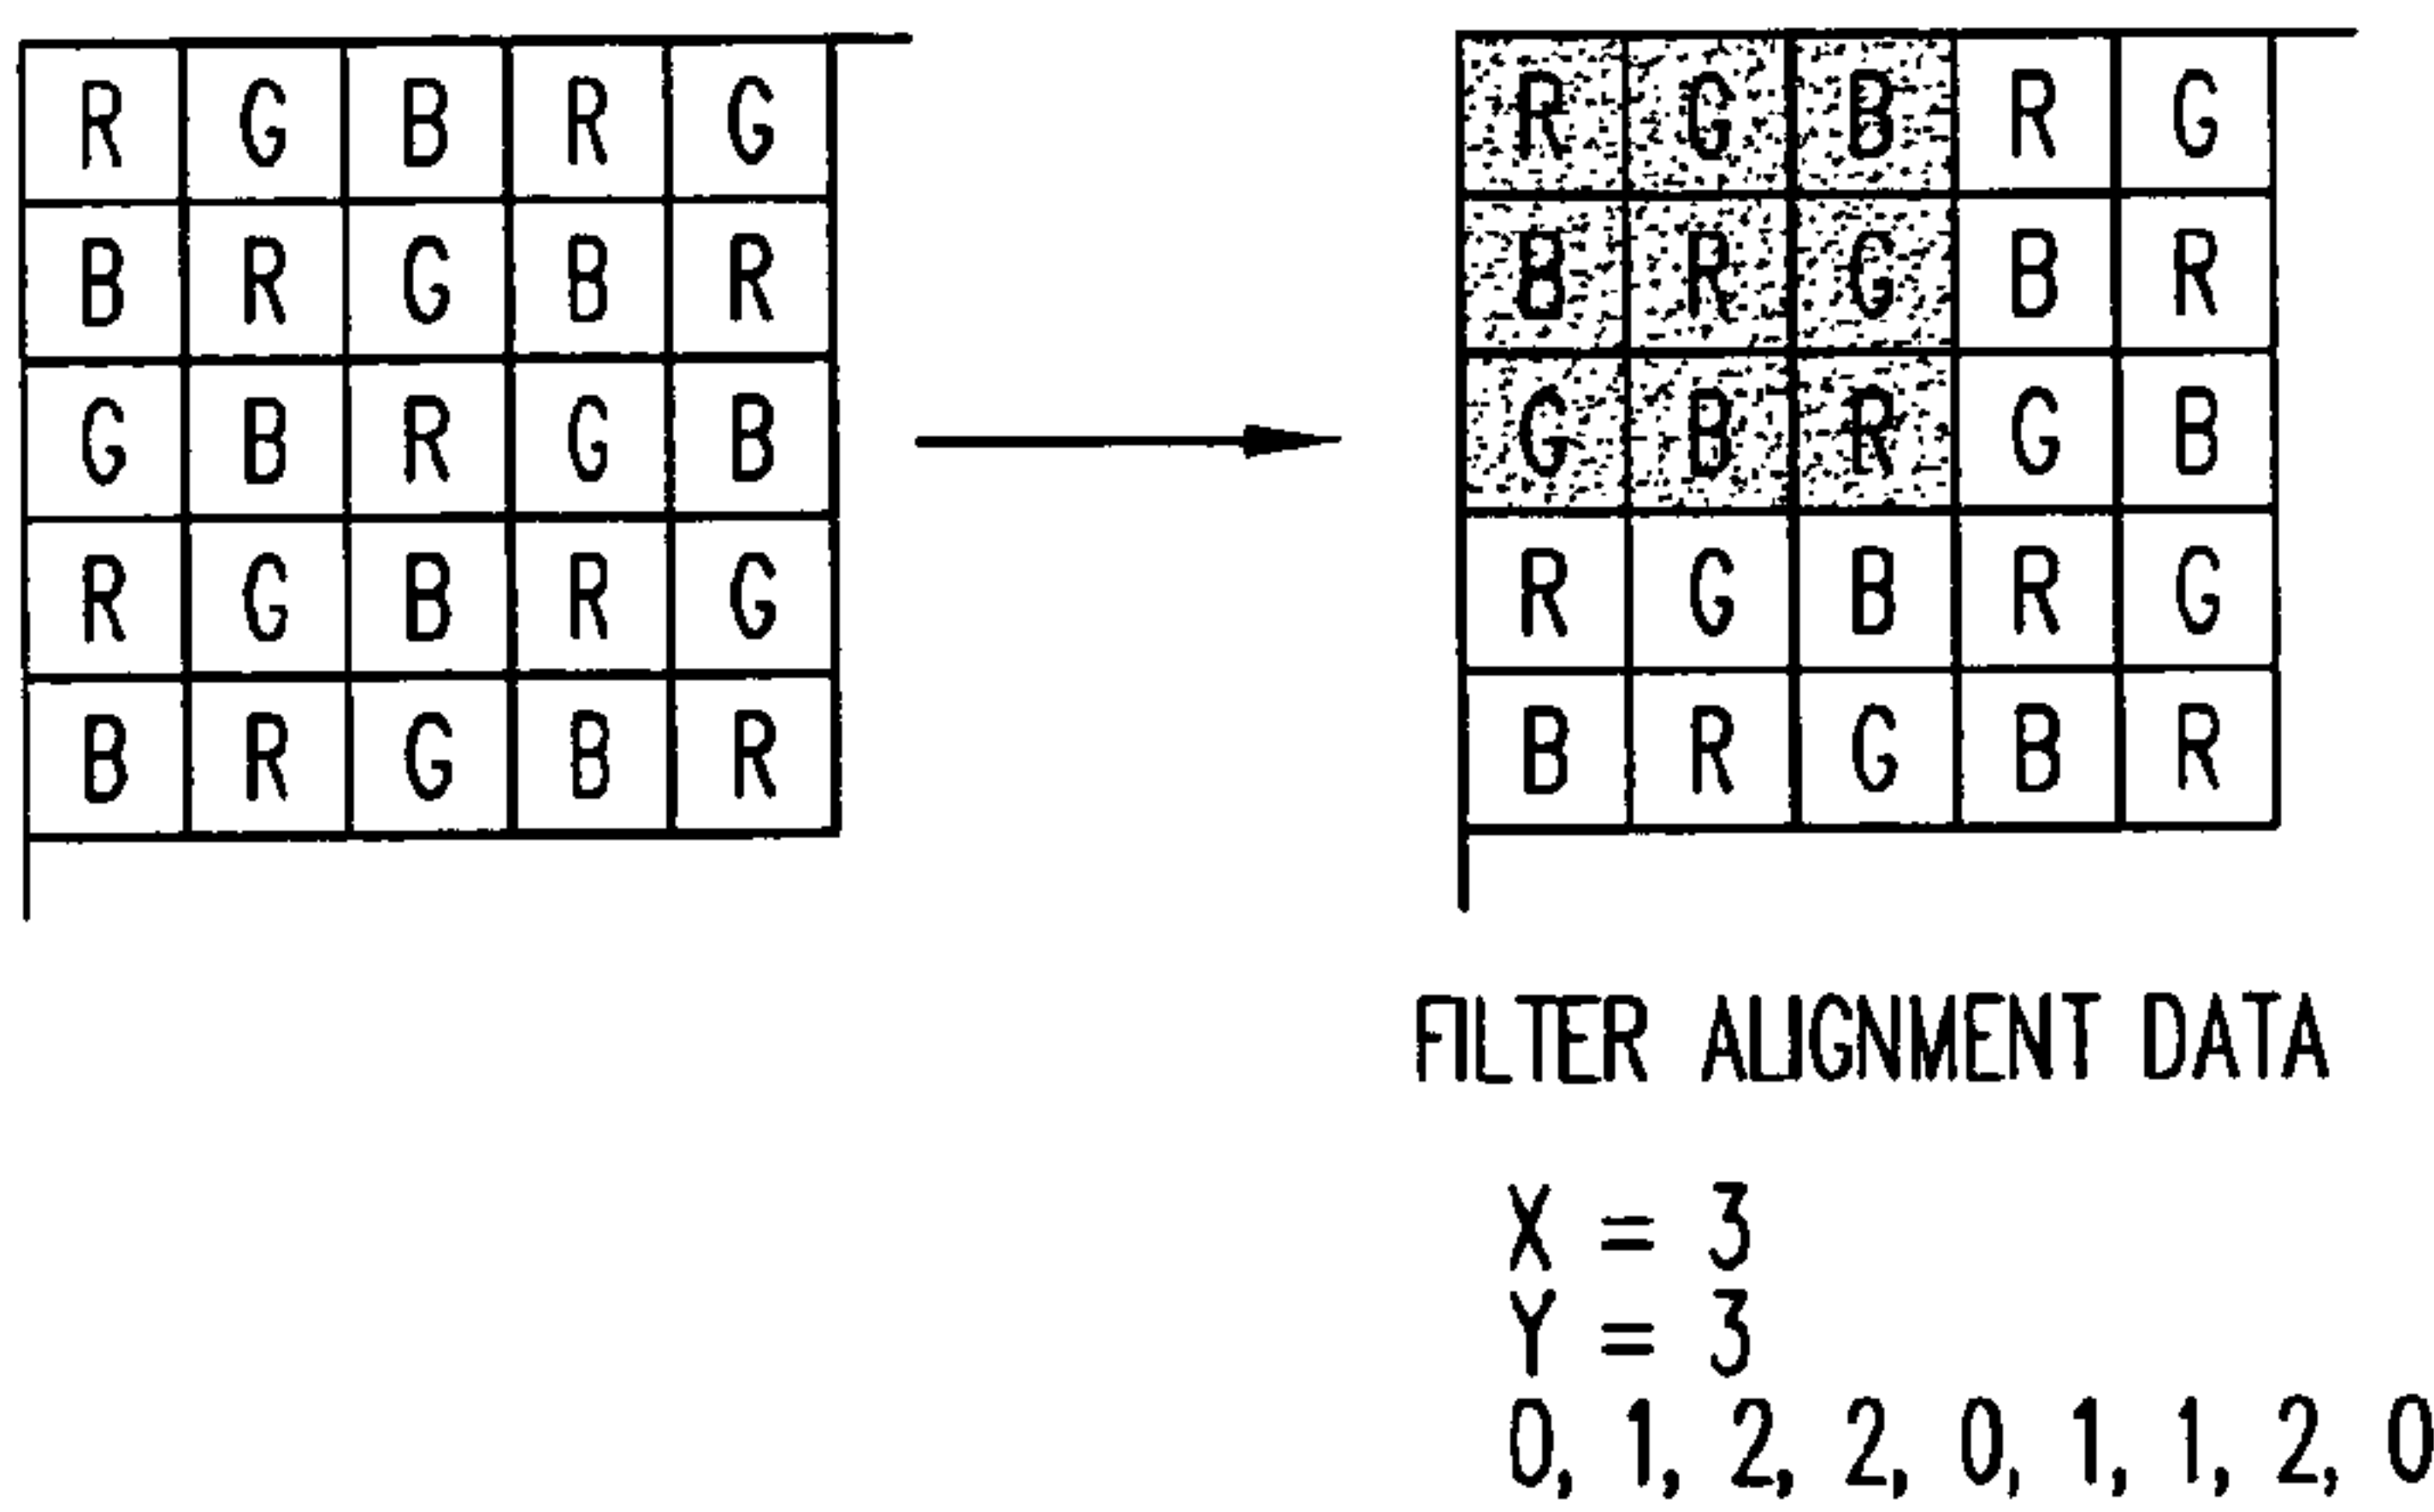 R G B R G
B R G B R
G B R G B
R G B R G
B R G B R
R G B R G
B R G B R
G B R G B
R G B R G
B R G B R
FILTER ALIGNMENT DATA
X = 3
Y = 3
0, 1, 2, 2, 0, 1, 1, 2, 0